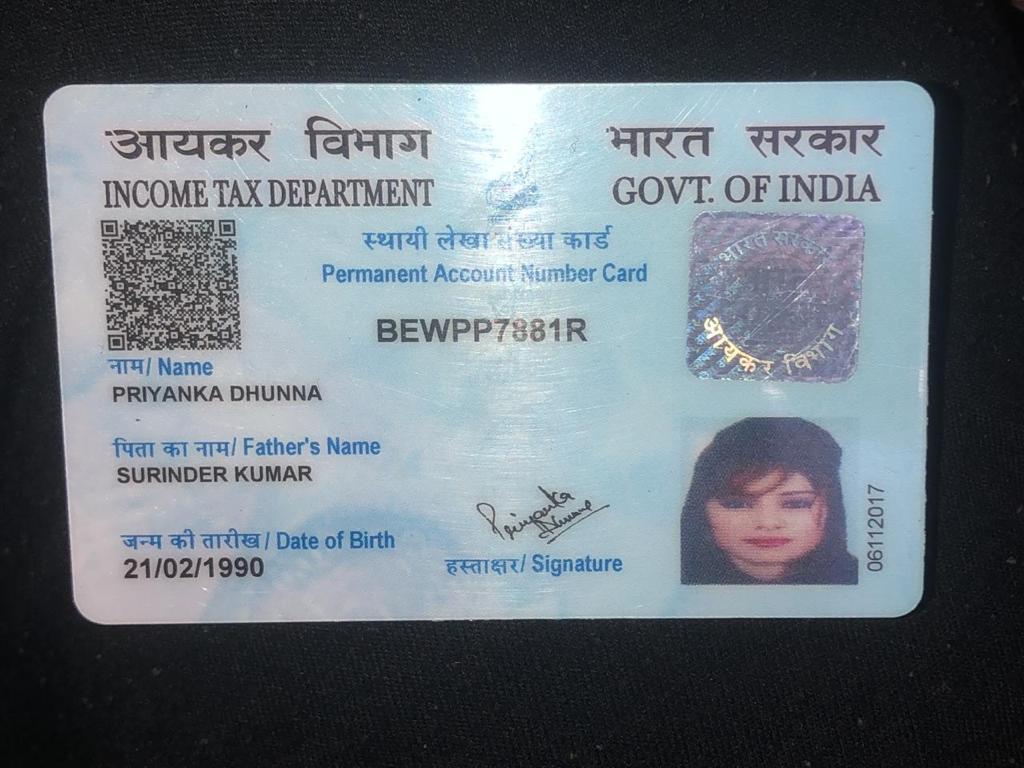 आयकर विभाग
INCOME TAX DEPARTMENT
भारत सरकार
GOVT. OF INDIA
स्थायी लेखा संख्या कार्ड
Permanent Account Number Card
BEWPP7881R
भारत सरकार
आयकर विभाग
नाम/ Name
PRIYANKA DHUNNA
पिता का नाम/ Father's Name
SURINDER KUMAR
जन्म की तारीख/ Date of Birth
21/02/1990
Priyanka
हस्ताक्षर/ Signature
06112017